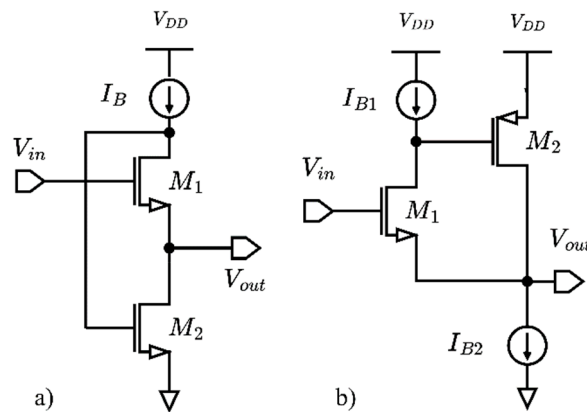 V_DD V_DD V_DD
I_B I_B1
M_2
V_in V_in
M_1 M_1
V_out V_out
M_2 I_B2
a) b)